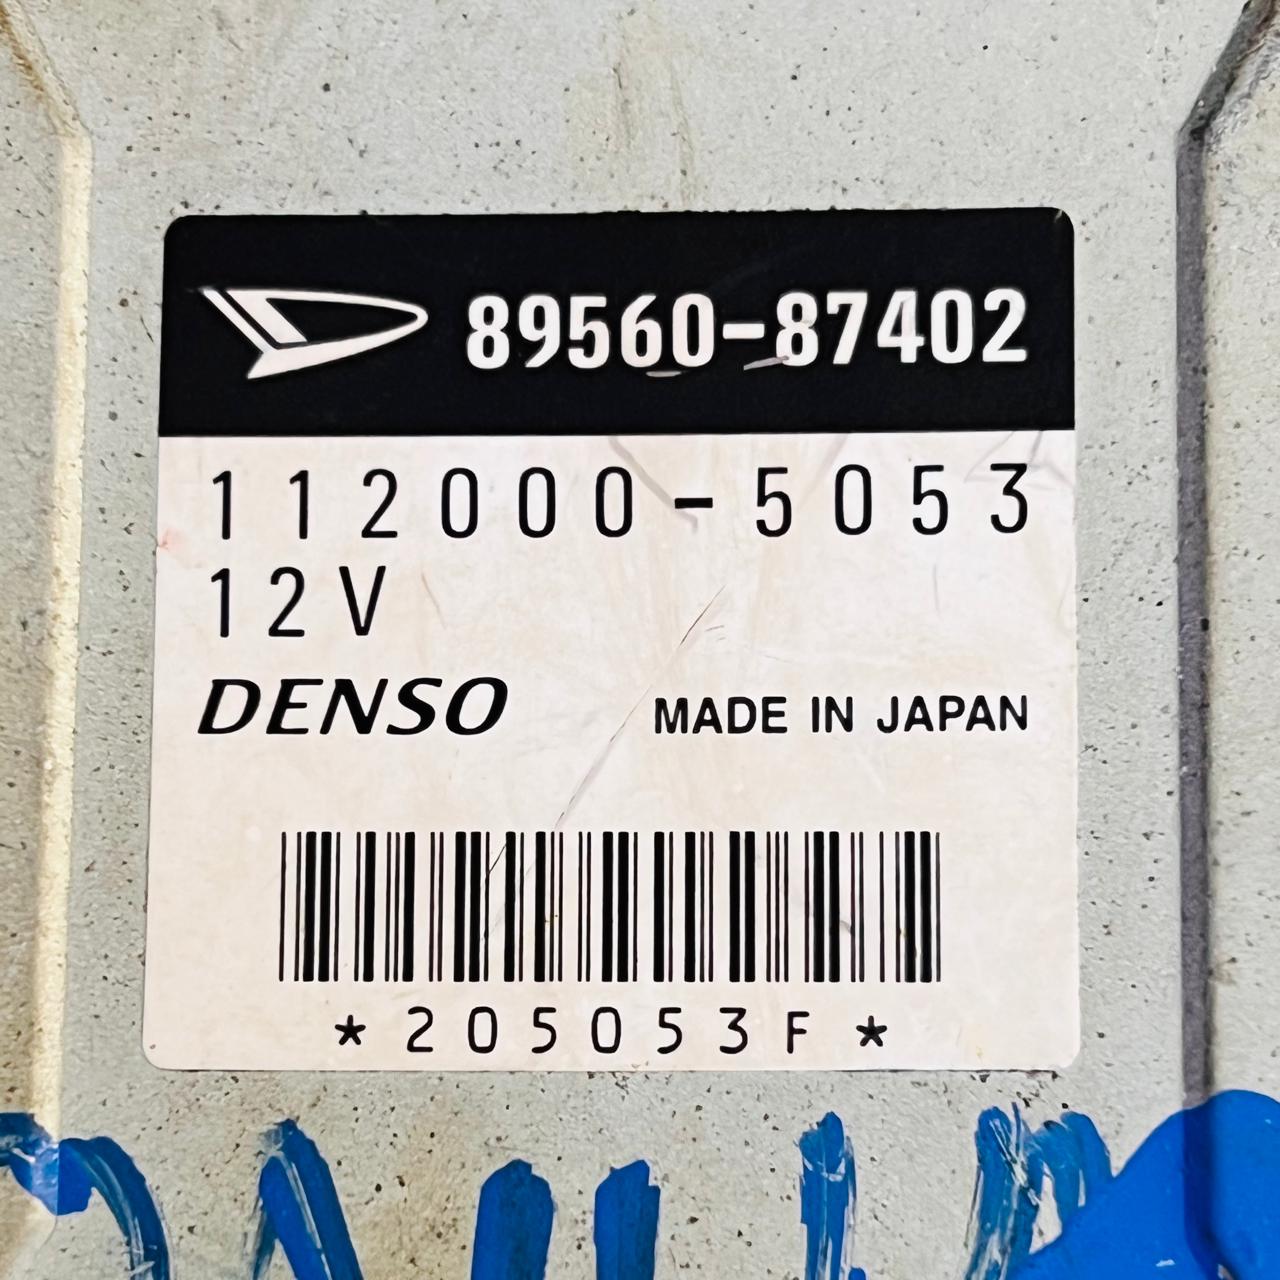 89560-87402
112000-5053
12V
DENSO MADE IN JAPAN
*205053F*